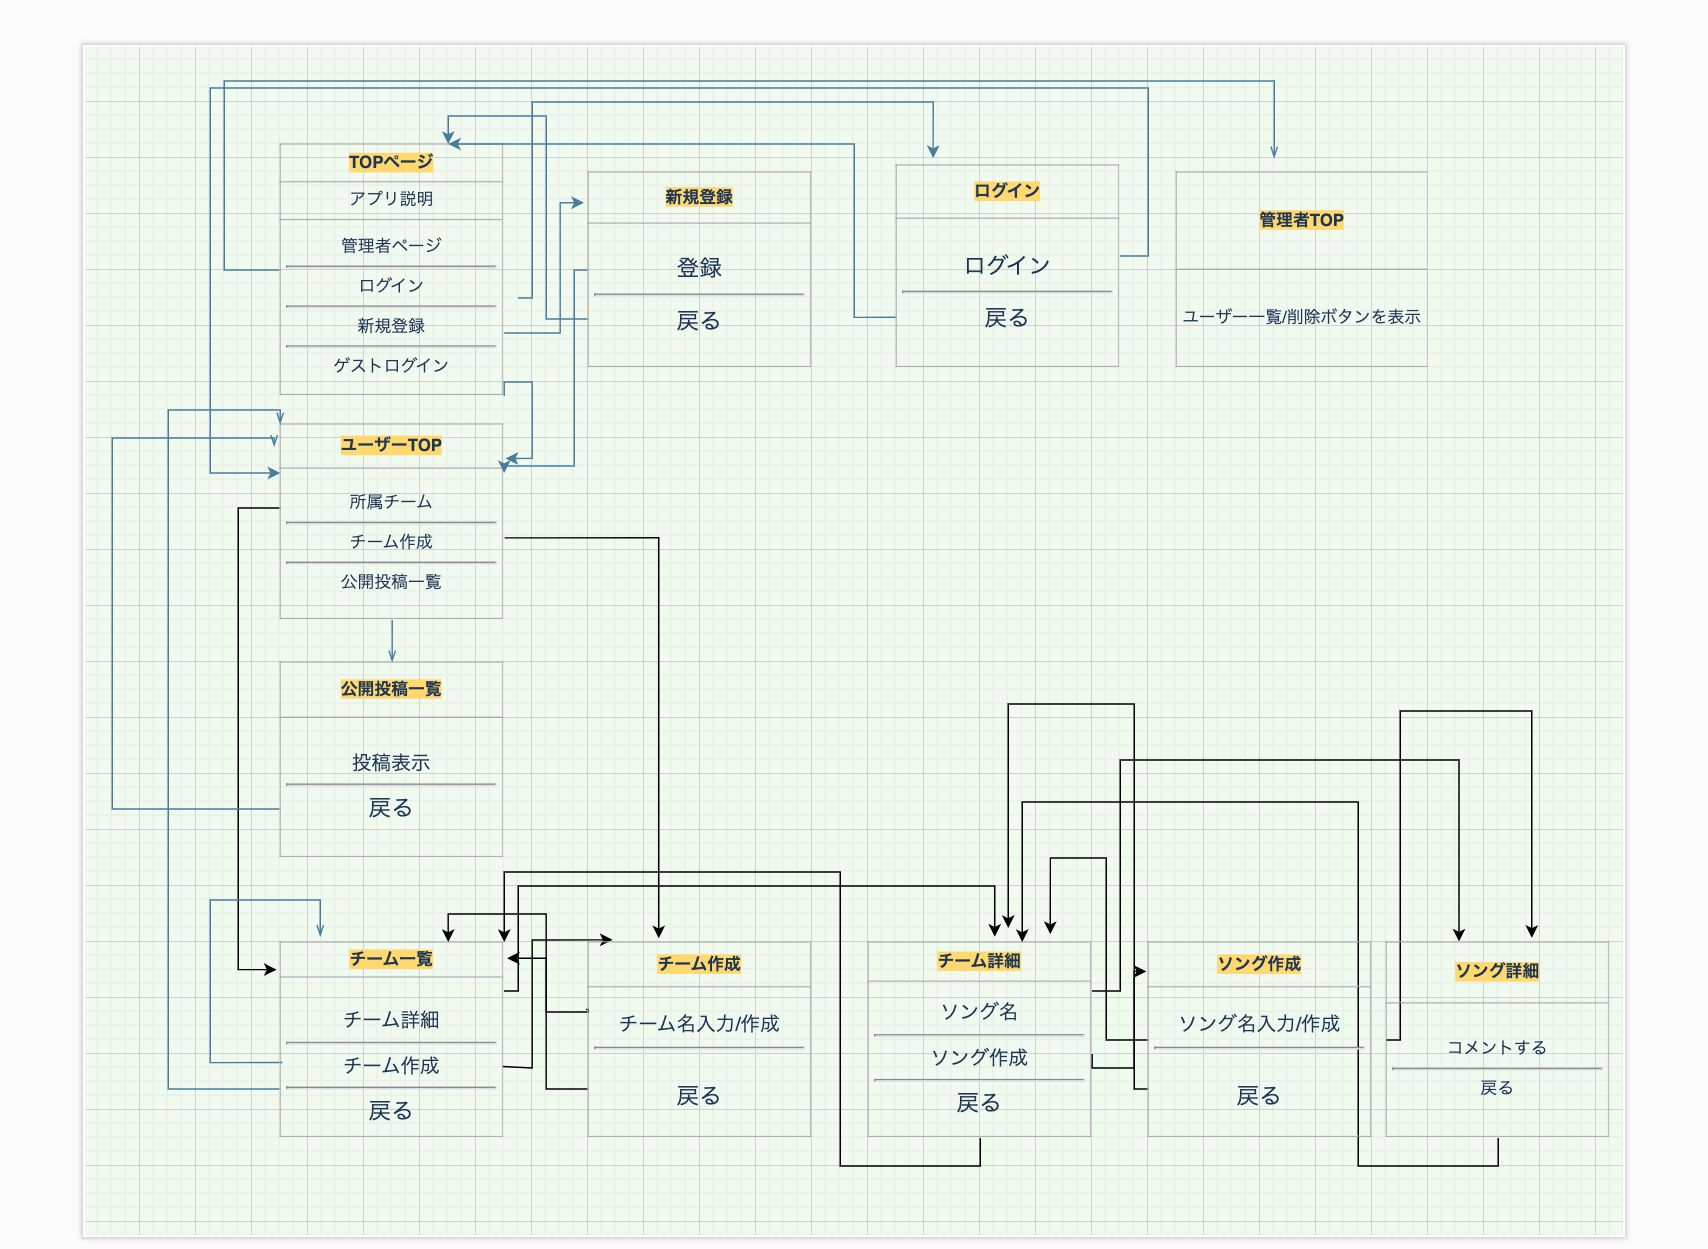 TOPページ
アプリ説明
管理者ページ
ログイン
新規登録
ゲストログイン
新規登録
登録
戻る
ログイン
ログイン
戻る
管理者TOP
ユーザー一覧/削除ボタンを表示
ユーザーTOP
所属チーム
チーム作成
公開投稿一覧
公開投稿一覧
投稿表示
戻る
チーム一覧
チーム詳細
チーム作成
戻る
チーム作成
チーム名入力/作成
戻る
チーム詳細
ソング名
ソング作成
戻る
ソング作成
ソング名入力/作成
戻る
ソング詳細
コメントする
戻る